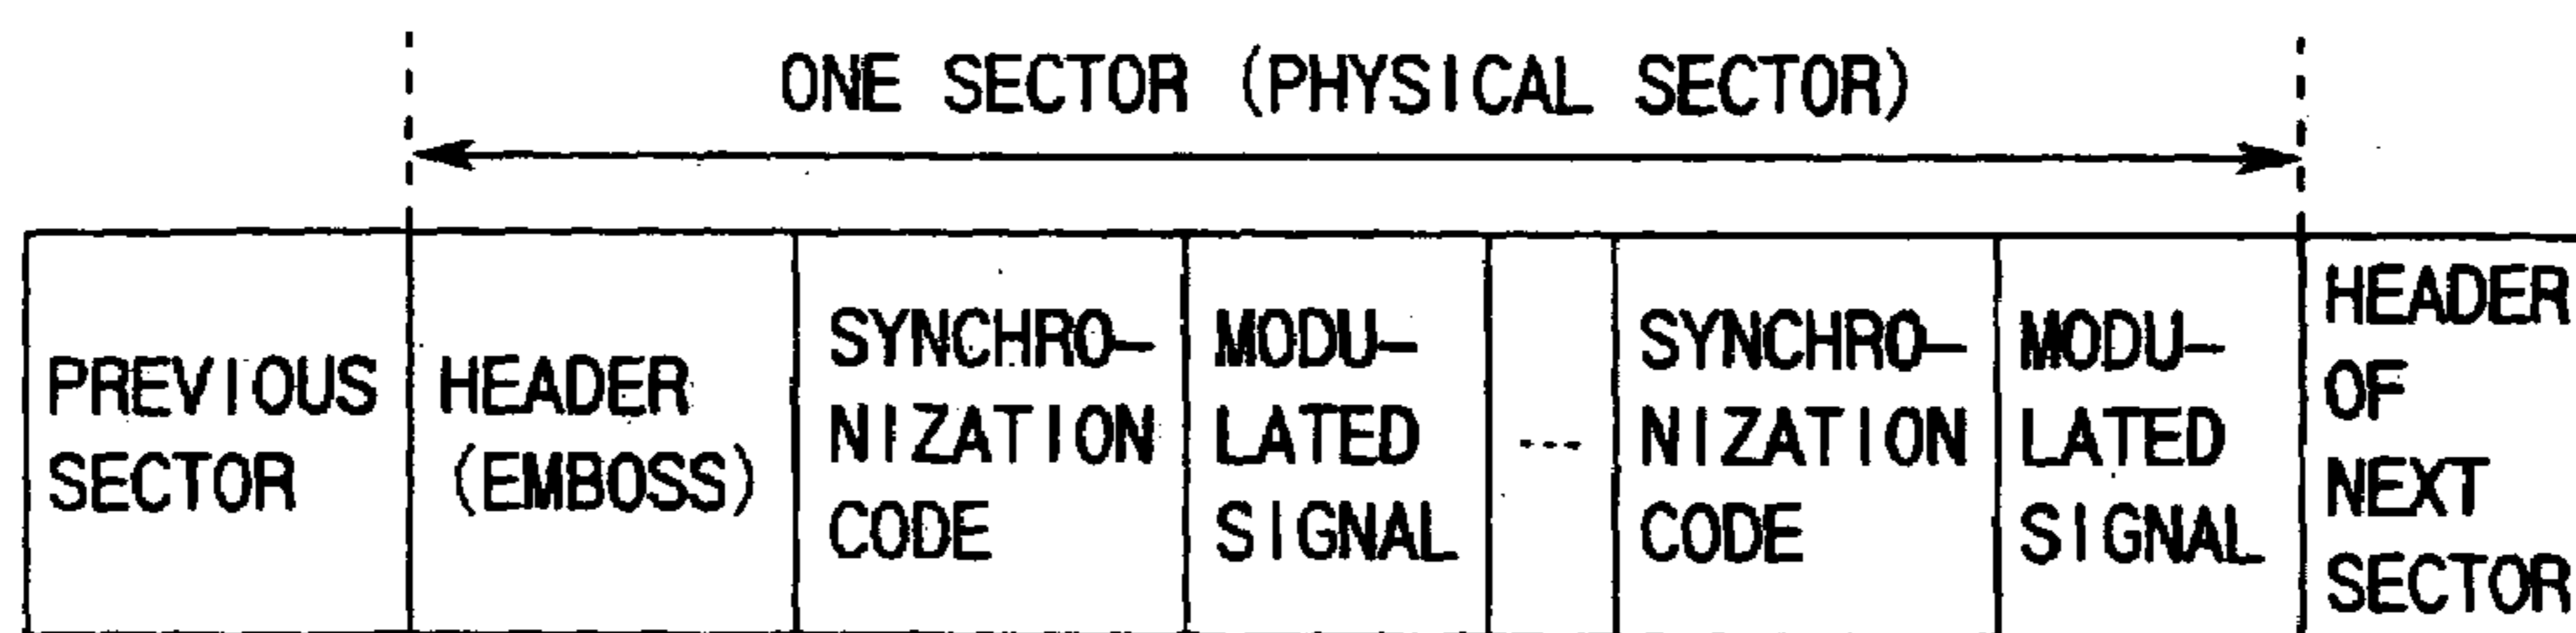 ONE SECTOR (PHYSICAL SECTOR)
PREVIOUS
SECTOR
HEADER
(EMBOSS)
SYNCHRO-
NIZATION
CODE
MODU-
LATED
SIGNAL
---
SYNCHRO-
NIZATION
CODE
MODU-
LATED
SIGNAL
HEADER
OF
NEXT
SECTOR